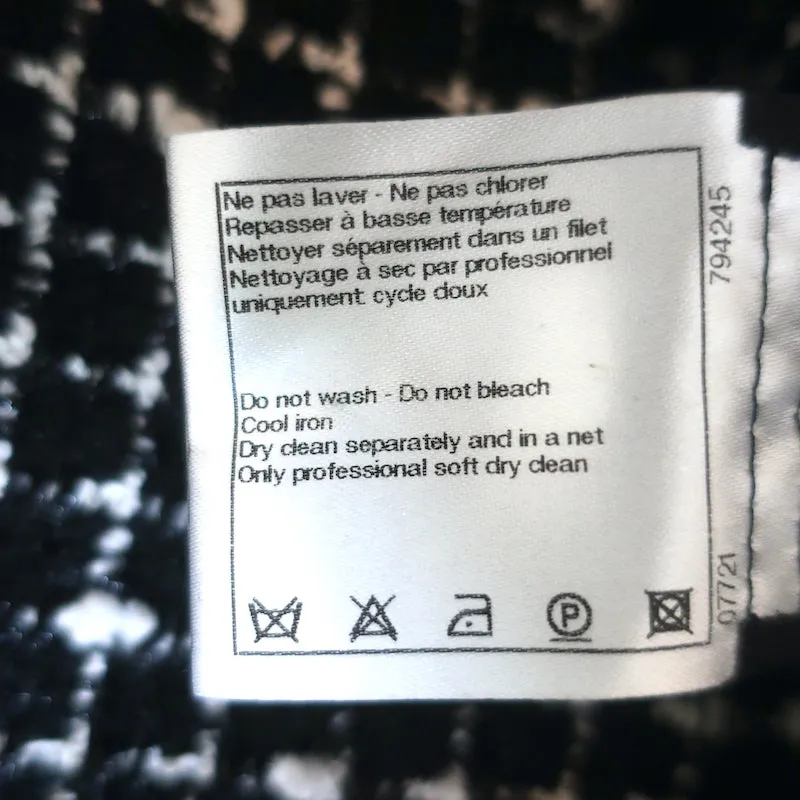 Ne pas laver - Ne pas chlorer
Repasser à basse température
Nettoyer séparement dans un filet
Nettoyage à sec par professionnel
uniquement cycle doux
Do not wash - Do not bleach
Cool iron
Dry clean separately and in a net
Only professional soft dry clean
P
794245
07721